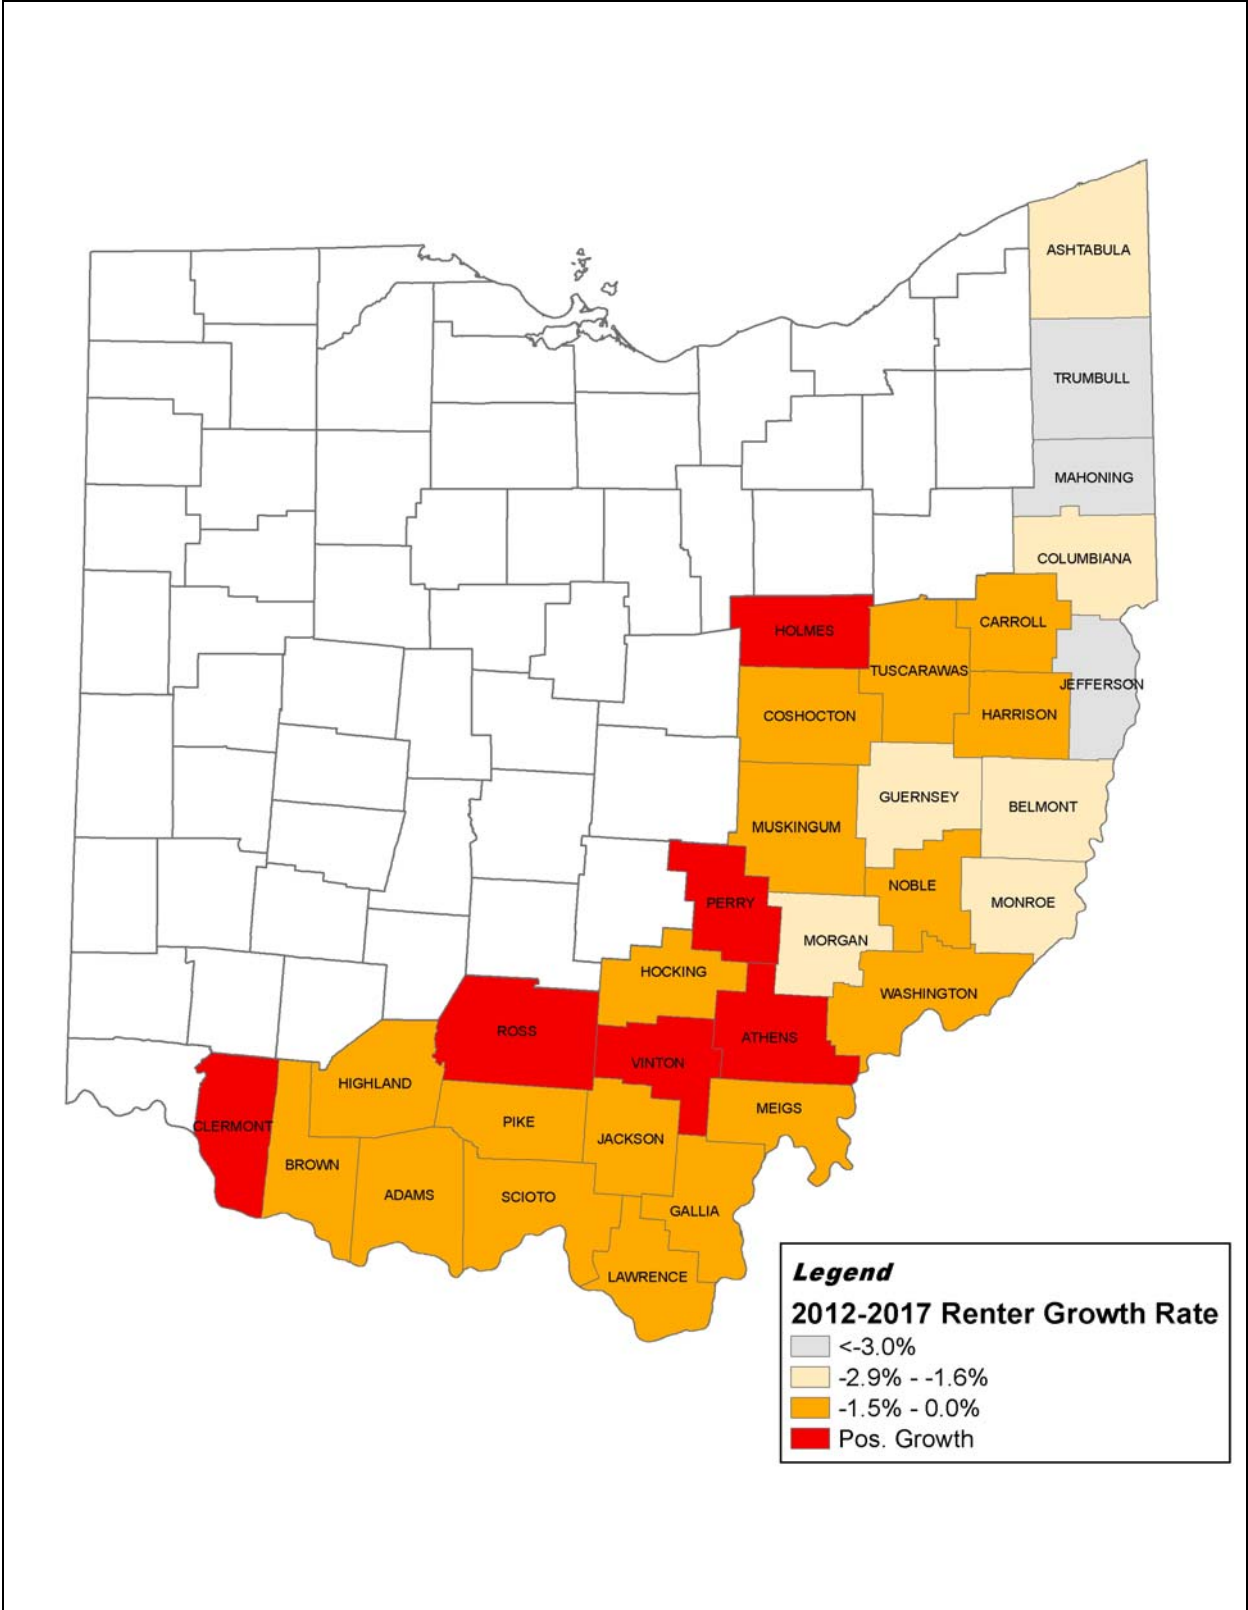 ASHTABULA
TRUMBULL
MAHONING
COLUMBIANA
CARROLL
HOLMES
TUSCARAWAS
JEFFERSON
COSHOCTON
HARRISON
GUERNSEY
BELMONT
MUSKINGUM
NOBLE
PERRY
MONROE
MORGAN
HOCKING
WASHINGTON
ROSS
ATHENS
VINTON
HIGHLAND
MEIGS
PIKE
CLERMONT
JACKSON
BROWN
ADAMS
SCIOTO
GALLIA
LAWRENCE
Legend
2012-2017 Renter Growth Rate
<-3.0%
-2.9% - -1.6%
-1.5% - 0.0%
Pos. Growth